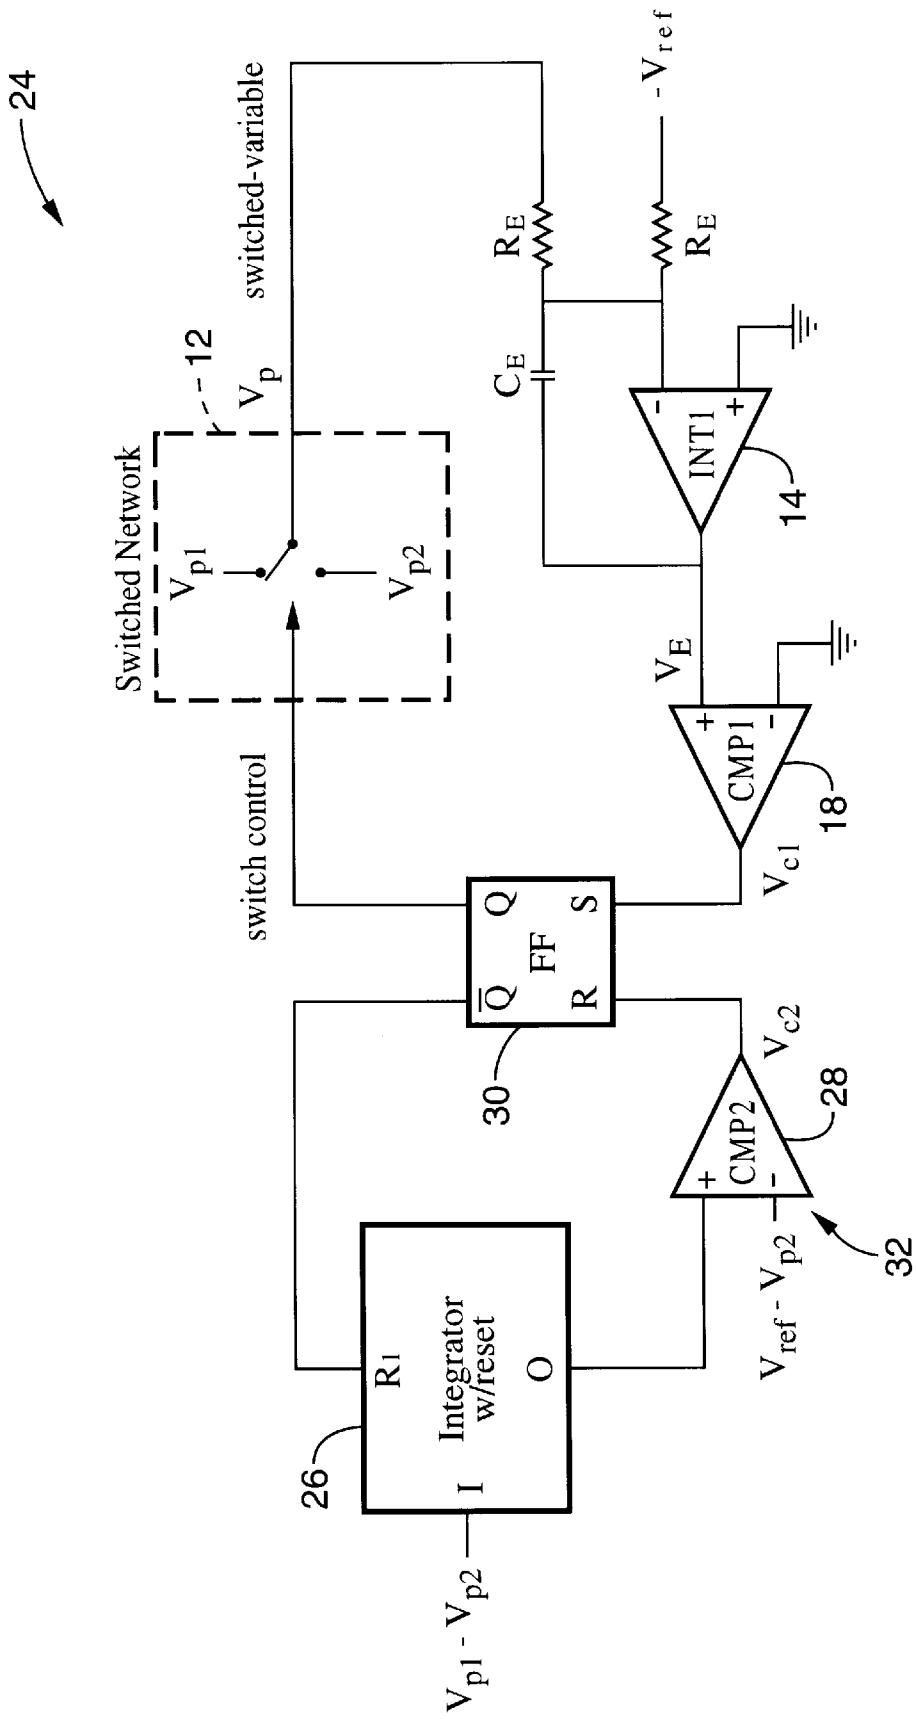 24
Switched Network
12
V_p1
V_p2
V_p
switched-variable
switch control
R_E
R_E
- V_ref
C_E
-
+
INT1
14
V_E
+
-
CMP1
18
V_c1
Q̅
Q
FF
R
S
30
V_c2
+
-
CMP2
28
32
V_ref - V_p2
26
R1
Integrator
w/reset
I
O
V_p1 - V_p2